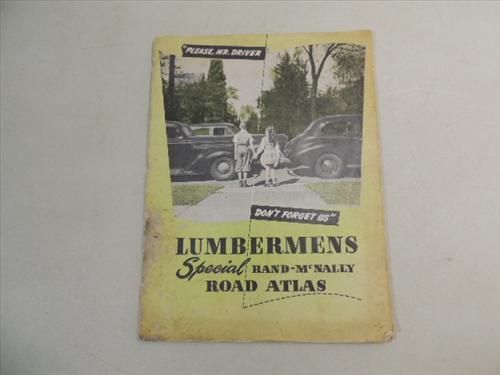 "PLEASE, MR. DRIVER
DON'T FORGET US"
LUMBERMENS
Special RAND-McNALLY
ROAD ATLAS